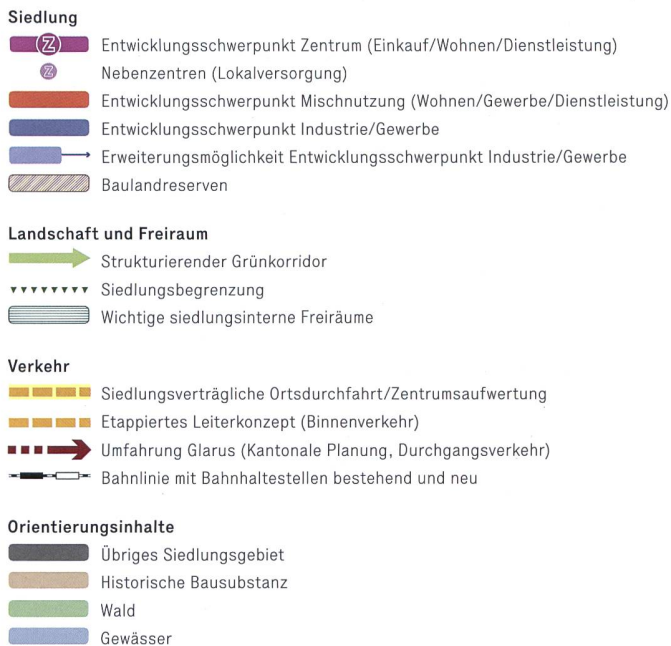 Siedlung
Z Entwicklungsschwerpunkt Zentrum (Einkauf/Wohnen/Dienstleistung)
Z Nebenzentren (Lokalversorgung)
Entwicklungsschwerpunkt Mischnutzung (Wohnen/Gewerbe/Dienstleistung)
Entwicklungsschwerpunkt Industrie/Gewerbe
Erweiterungsmöglichkeit Entwicklungsschwerpunkt Industrie/Gewerbe
Baulandreserven
Landschaft und Freiraum
Strukturierender Grünkorridor
Siedlungsbegrenzung
Wichtige siedlungsinterne Freiräume
Verkehr
Siedlungsverträgliche Ortsdurchfahrt/Zentrumsaufwertung
Etappiertes Leiterkonzept (Binnenverkehr)
Umfahrung Glarus (Kantonale Planung, Durchgangsverkehr)
Bahnlinie mit Bahnhaltestellen bestehend und neu
Orientierungsinhalte
Übriges Siedlungsgebiet
Historische Bausubstanz
Wald
Gewässer